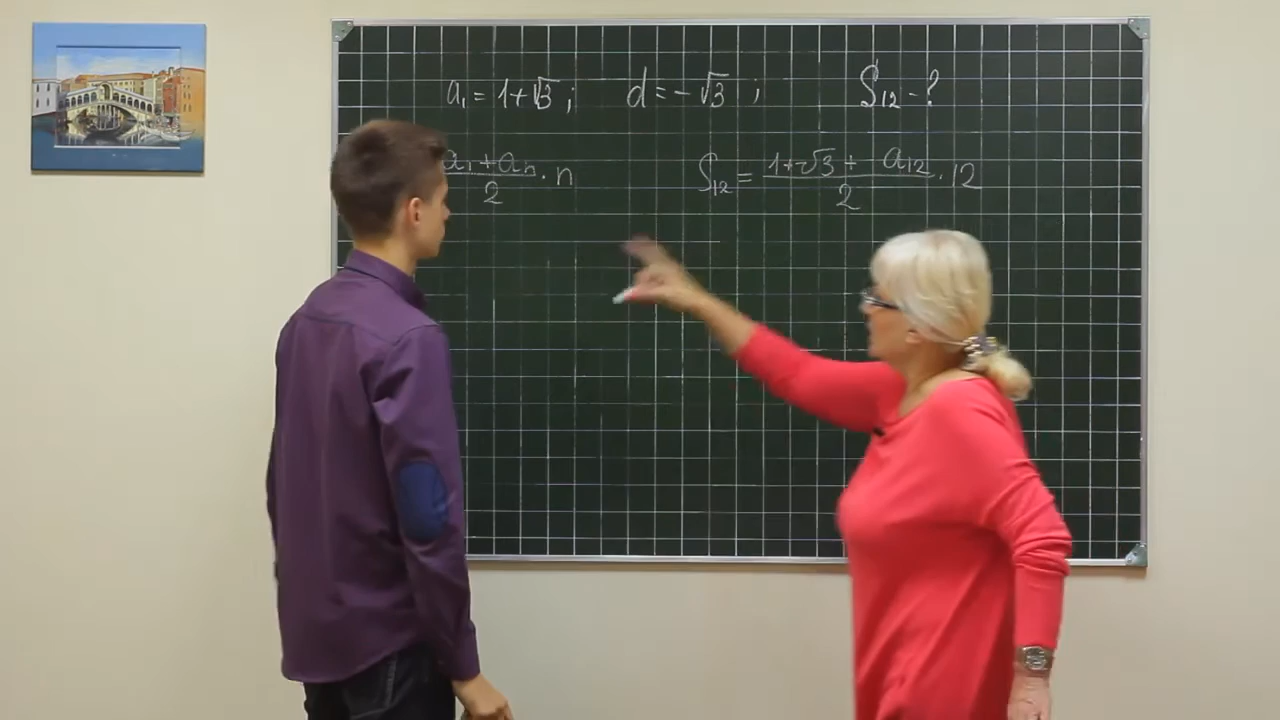 a₁ = 1+√3 ; d = -√3 ; S₁₂ - ?
a₁ + aₙ / 2 · n S₁₂ = 1+√3 + a₁₂ / 2 · 12